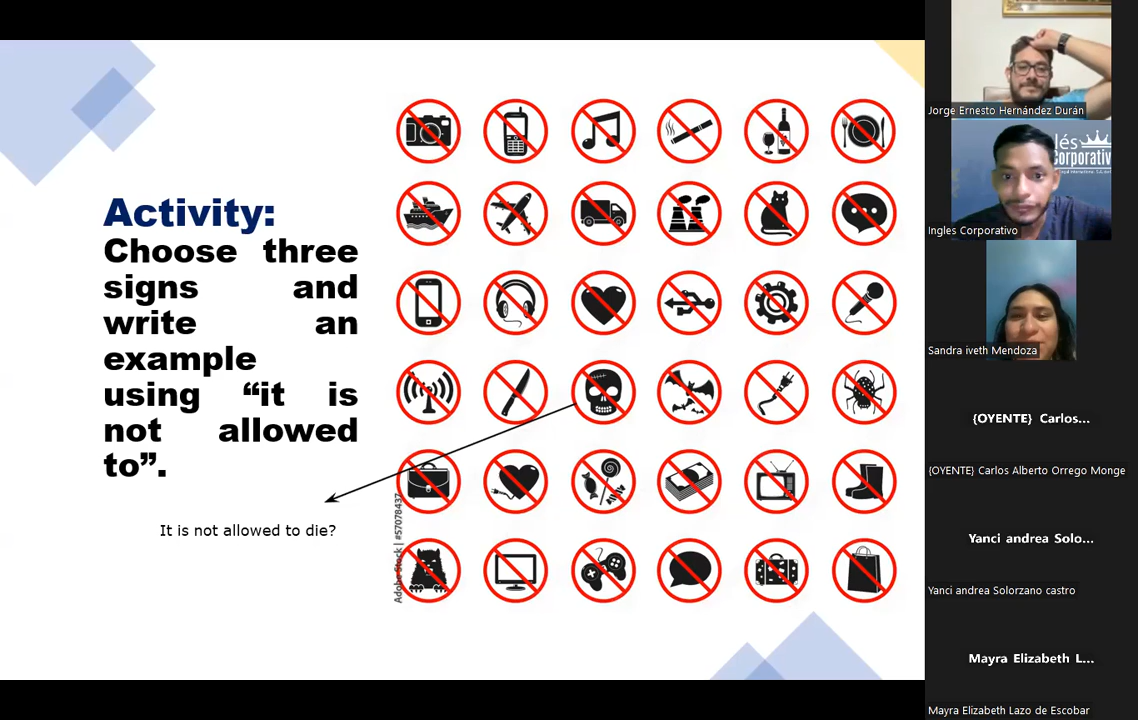 Activity:
Choose three
signs and
write an
example
using “it is
not allowed
to”.
It is not allowed to die?
Adobe Stock | #57078437
Jorge Ernesto Hernández Durán
lés
Corporativ
Ingles Corporativo
Sandra iveth Mendoza
{OYENTE} Carlos...
{OYENTE} Carlos Alberto Orrego Monge
Yanci andrea Solo...
Yanci andrea Solorzano castro
Mayra Elizabeth L...
Mayra Elizabeth Lazo de Escobar